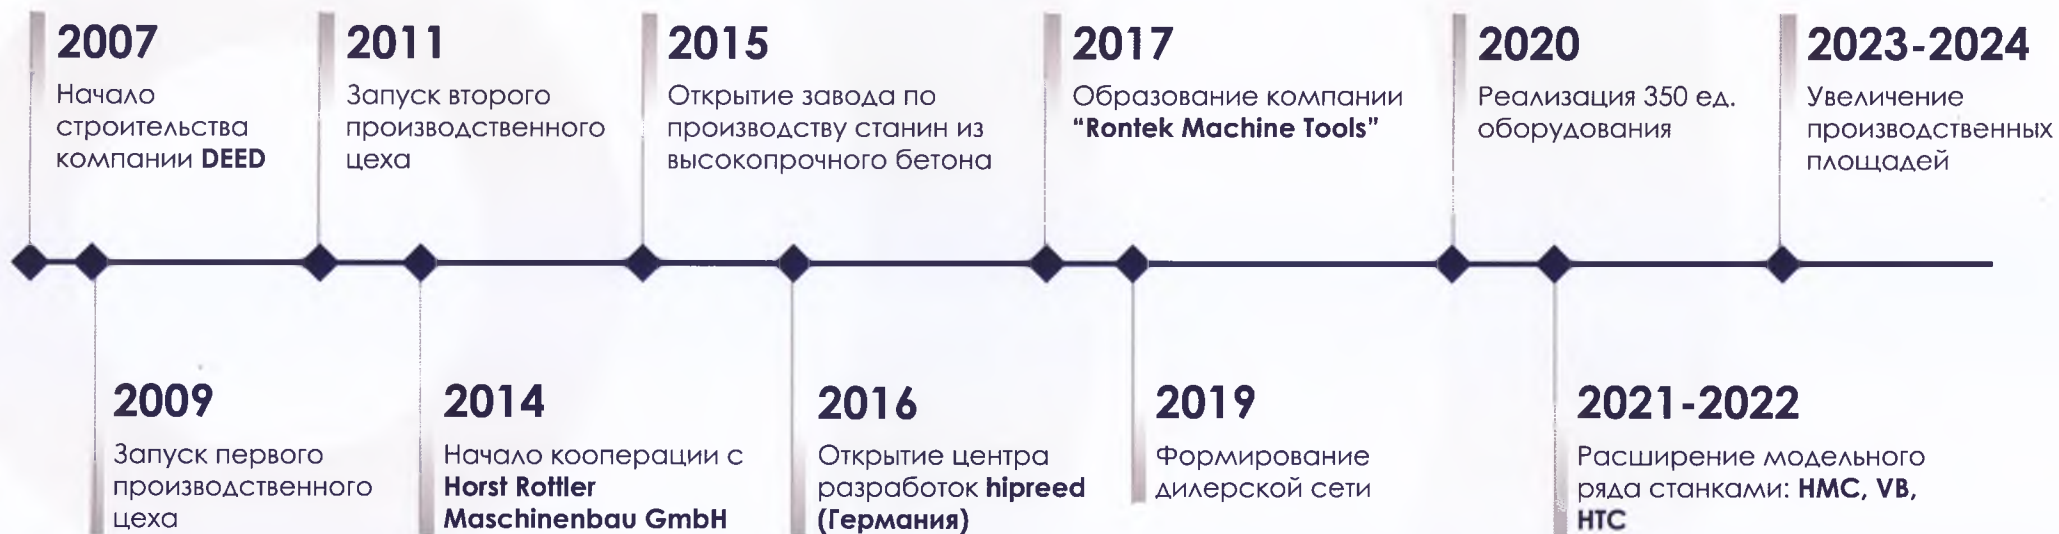 2007
Начало
строительства
компании DEED
2011
Запуск второго
производственного
цеха
2015
Открытие завода по
производству станин из
высокопрочного бетона
2017
Образование компании
“Rontek Machine Tools”
2020
Реализация 350 ед.
оборудования
2023-2024
Увеличение
производственных
площадей
2009
Запуск первого
производственного
цеха
2014
Начало кооперации с
Horst Rottler
Maschinenbau GmbH
2016
Открытие центра
разработок hipreed
(Германия)
2019
Формирование
дилерской сети
2021-2022
Расширение модельного
ряда станками: HMC, VB,
HTC